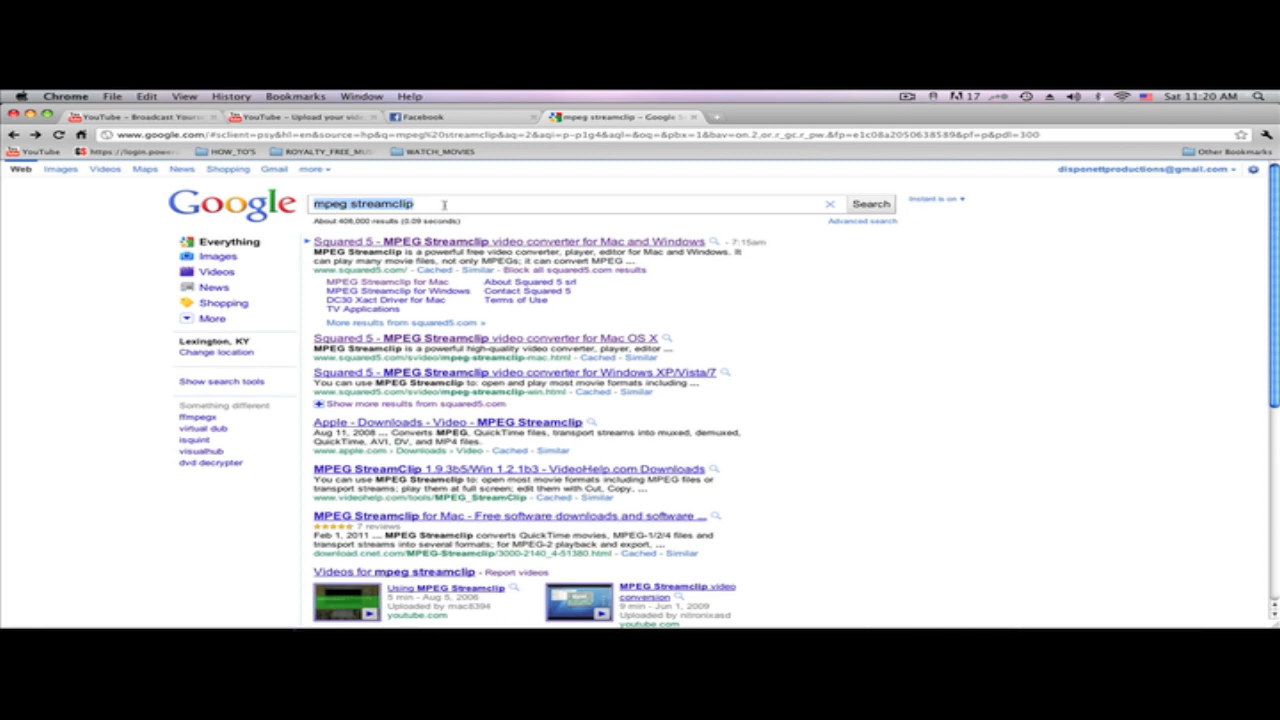 Chrome File Edit View History Bookmarks Window Help 17 Sat 11:20 AM
YouTube - Broadcast Yourse YouTube - Upload your vide Facebook mpeg streamclip - Google S
www.google.com/#sclient=psy&hl=en&source=hp&q=mpeg%20streamclip&aq=2&aqi=p-p1g4&aql=&oq=&pbx=1&bav=on.2,or.r_gc.r_pw.&fp=e1c08a2050638589&pf=p&pdl=300
YouTube https://login.power HOW_TO'S ROYALTY_FREE_MU WATCH_MOVIES Other Bookmarks
Web Images Videos Maps News Shopping Gmail more disponettproductions@gmail.com
Google mpeg streamclip Search Instant is on
About 408,000 results (0.09 seconds) Advanced search
Everything
Images
Videos
News
Shopping
More
Lexington, KY
Change location
Show search tools
Something different
ffmpegx
virtual dub
isquint
visualhub
dvd decrypter
Squared 5 - MPEG Streamclip video converter for Mac and Windows - 7:15am
MPEG Streamclip is a powerful free video converter, player, editor for Mac and Windows. It
can play many movie files, not only MPEGs; it can convert MPEG ...
www.squared5.com/ - Cached - Similar - Block all squared5.com results
MPEG Streamclip for Mac About Squared 5 srl
MPEG Streamclip for Windows Contact Squared 5
DC30 Xact Driver for Mac Terms of Use
TV Applications
More results from squared5.com »
Squared 5 - MPEG Streamclip video converter for Mac OS X
MPEG Streamclip is a powerful high-quality video converter, player, editor ...
www.squared5.com/svideo/mpeg-streamclip-mac.html - Cached - Similar
Squared 5 - MPEG Streamclip video converter for Windows XP/Vista/7
You can use MPEG Streamclip to: open and play most movie formats including ...
www.squared5.com/svideo/mpeg-streamclip-win.html - Cached - Similar
Show more results from squared5.com
Apple - Downloads - Video - MPEG Streamclip
Aug 11, 2008 ... Converts MPEG, QuickTime files, transport streams into muxed, demuxed,
QuickTime, AVI, DV, and MP4 files.
www.apple.com › Downloads › Video - Cached - Similar
MPEG StreamClip 1.9.3b5/Win 1.2.1b3 - VideoHelp.com Downloads
You can use MPEG Streamclip to: open most movie formats including MPEG files or
transport streams; play them at full screen; edit them with Cut, Copy, ...
www.videohelp.com/tools/MPEG_StreamClip - Cached - Similar
MPEG Streamclip for Mac - Free software downloads and software ...
7 reviews
Feb 1, 2011 ... MPEG Streamclip converts QuickTime movies, MPEG-1/2/4 files and
transport streams into several formats; for MPEG-2 playback and export, ...
download.cnet.com/MPEG-Streamclip/3000-2140_4-51380.html - Cached - Similar
Videos for mpeg streamclip - Report videos
Using MPEG Streamclip
5 min - Aug 5, 2006
Uploaded by mac8394
youtube.com
MPEG Streamclip video
conversion
9 min - Jun 1, 2009
Uploaded by nitronixasd
youtube.com